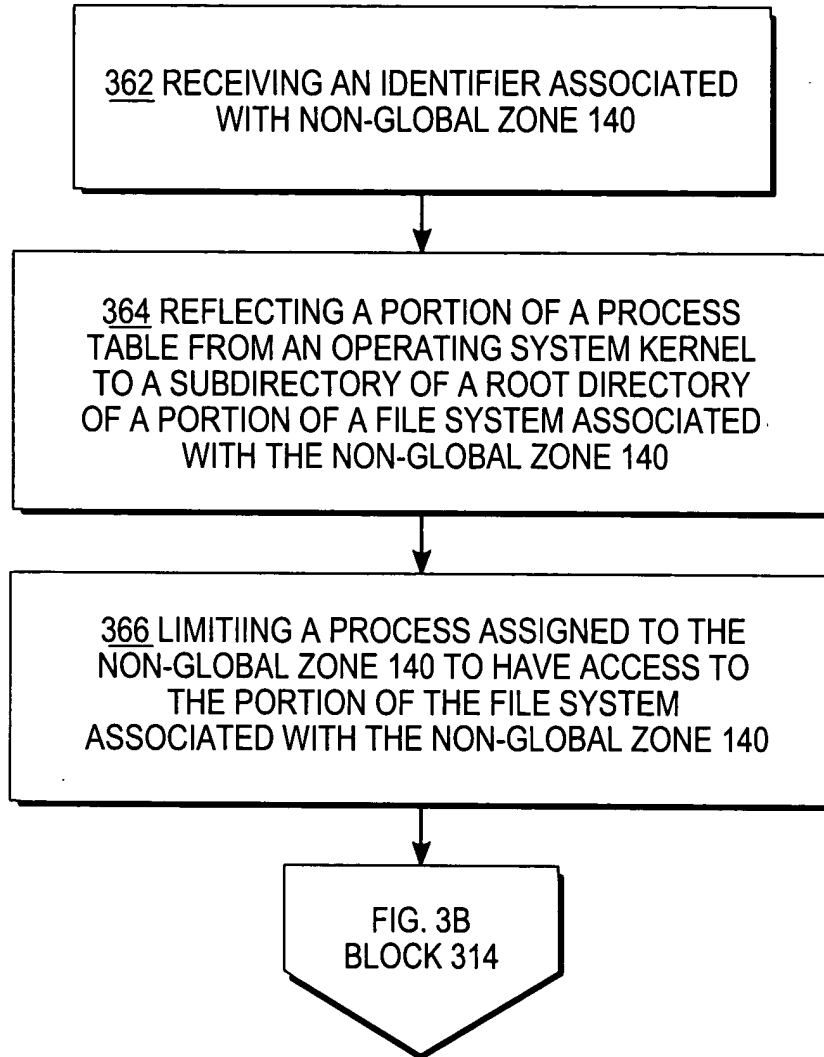 362 RECEIVING AN IDENTIFIER ASSOCIATED
WITH NON-GLOBAL ZONE 140
364 REFLECTING A PORTION OF A PROCESS
TABLE FROM AN OPERATING SYSTEM KERNEL
TO A SUBDIRECTORY OF A ROOT DIRECTORY
OF A PORTION OF A FILE SYSTEM ASSOCIATED
WITH THE NON-GLOBAL ZONE 140
366 LIMITIING A PROCESS ASSIGNED TO THE
NON-GLOBAL ZONE 140 TO HAVE ACCESS TO
THE PORTION OF THE FILE SYSTEM
ASSOCIATED WITH THE NON-GLOBAL ZONE 140
FIG. 3B
BLOCK 314